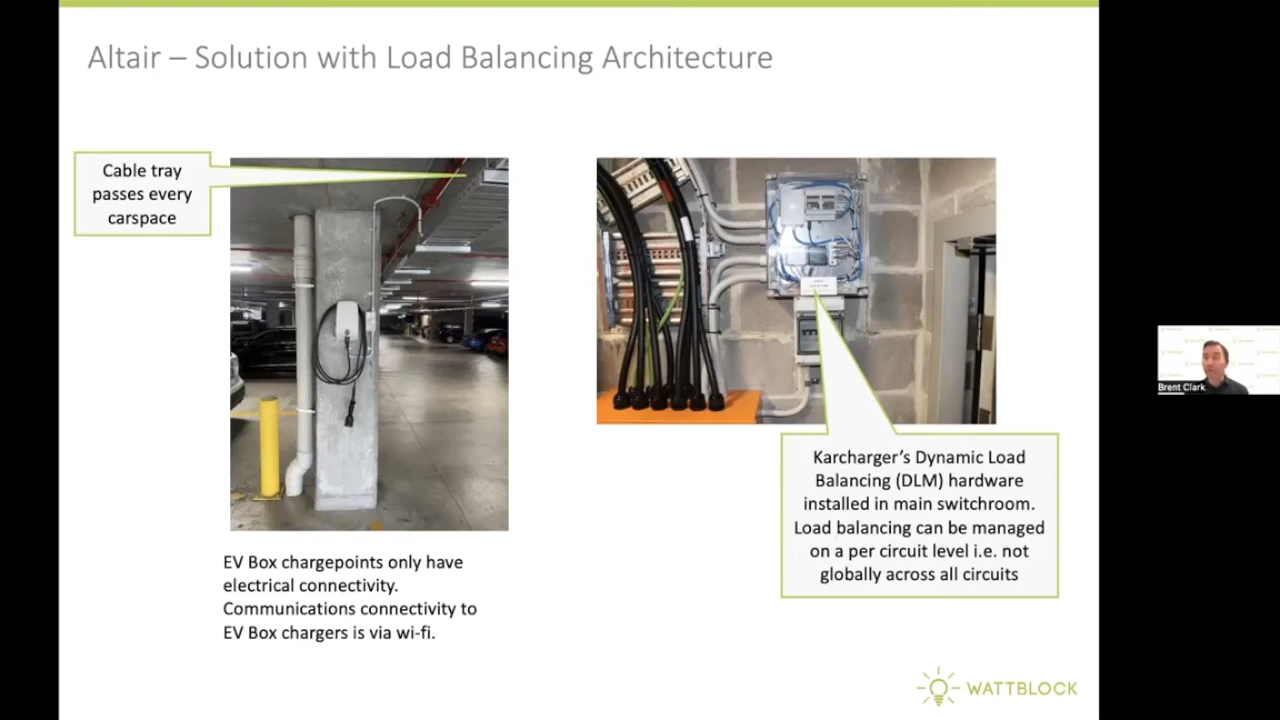 Altair – Solution with Load Balancing Architecture
Cable tray
passes every
carspace
EV Box chargepoints only have
electrical connectivity.
Communications connectivity to
EV Box chargers is via wi-fi.
Karcharger's Dynamic Load
Balancing (DLM) hardware
installed in main switchroom.
Load balancing can be managed
on a per circuit level i.e. not
globally across all circuits
WATTBLOCK
Brent Clark